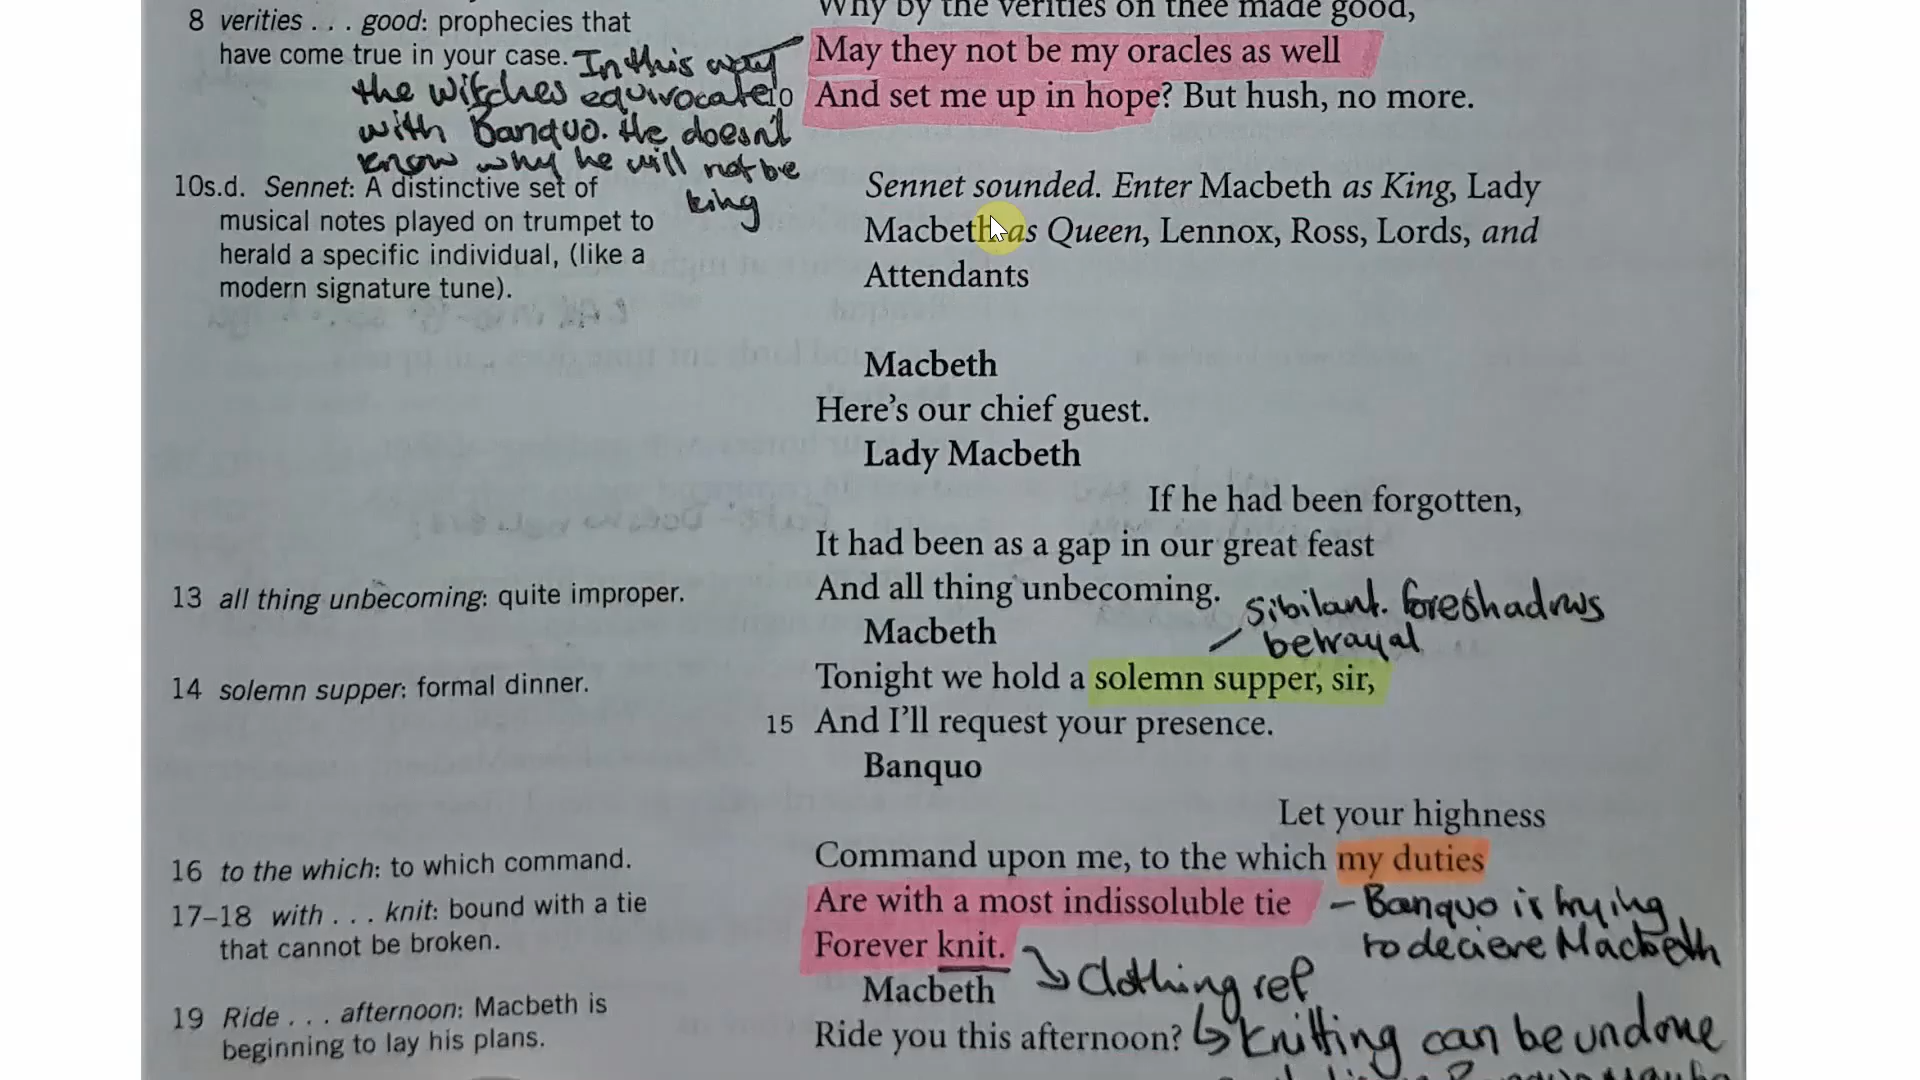 Why by the verities on thee made good,
8 verities . . . good: prophecies that
have come true in your case.
In this way
the witches equivocate
with Banquo. He doesn't
know why he will not be
king
May they not be my oracles as well
10 And set me up in hope? But hush, no more.
10s.d. Sennet: A distinctive set of
musical notes played on trumpet to
herald a specific individual, (like a
modern signature tune).
Sennet sounded. Enter Macbeth as King, Lady
Macbeth as Queen, Lennox, Ross, Lords, and
Attendants
Macbeth
Here's our chief guest.
Lady Macbeth
If he had been forgotten,
It had been as a gap in our great feast
13 all thing unbecoming: quite improper.
And all thing unbecoming.
sibilant. foreshadows
betrayal
Macbeth
14 solemn supper: formal dinner.
Tonight we hold a solemn supper, sir,
15 And I'll request your presence.
Banquo
Let your highness
16 to the which: to which command.
Command upon me, to the which my duties
17–18 with . . . knit: bound with a tie
that cannot be broken.
Are with a most indissoluble tie
– Banquo is trying
to deciere Macbeth
Forever knit.
clothing ref
Macbeth
19 Ride . . . afternoon: Macbeth is
beginning to lay his plans.
Ride you this afternoon?
knitting can be undone